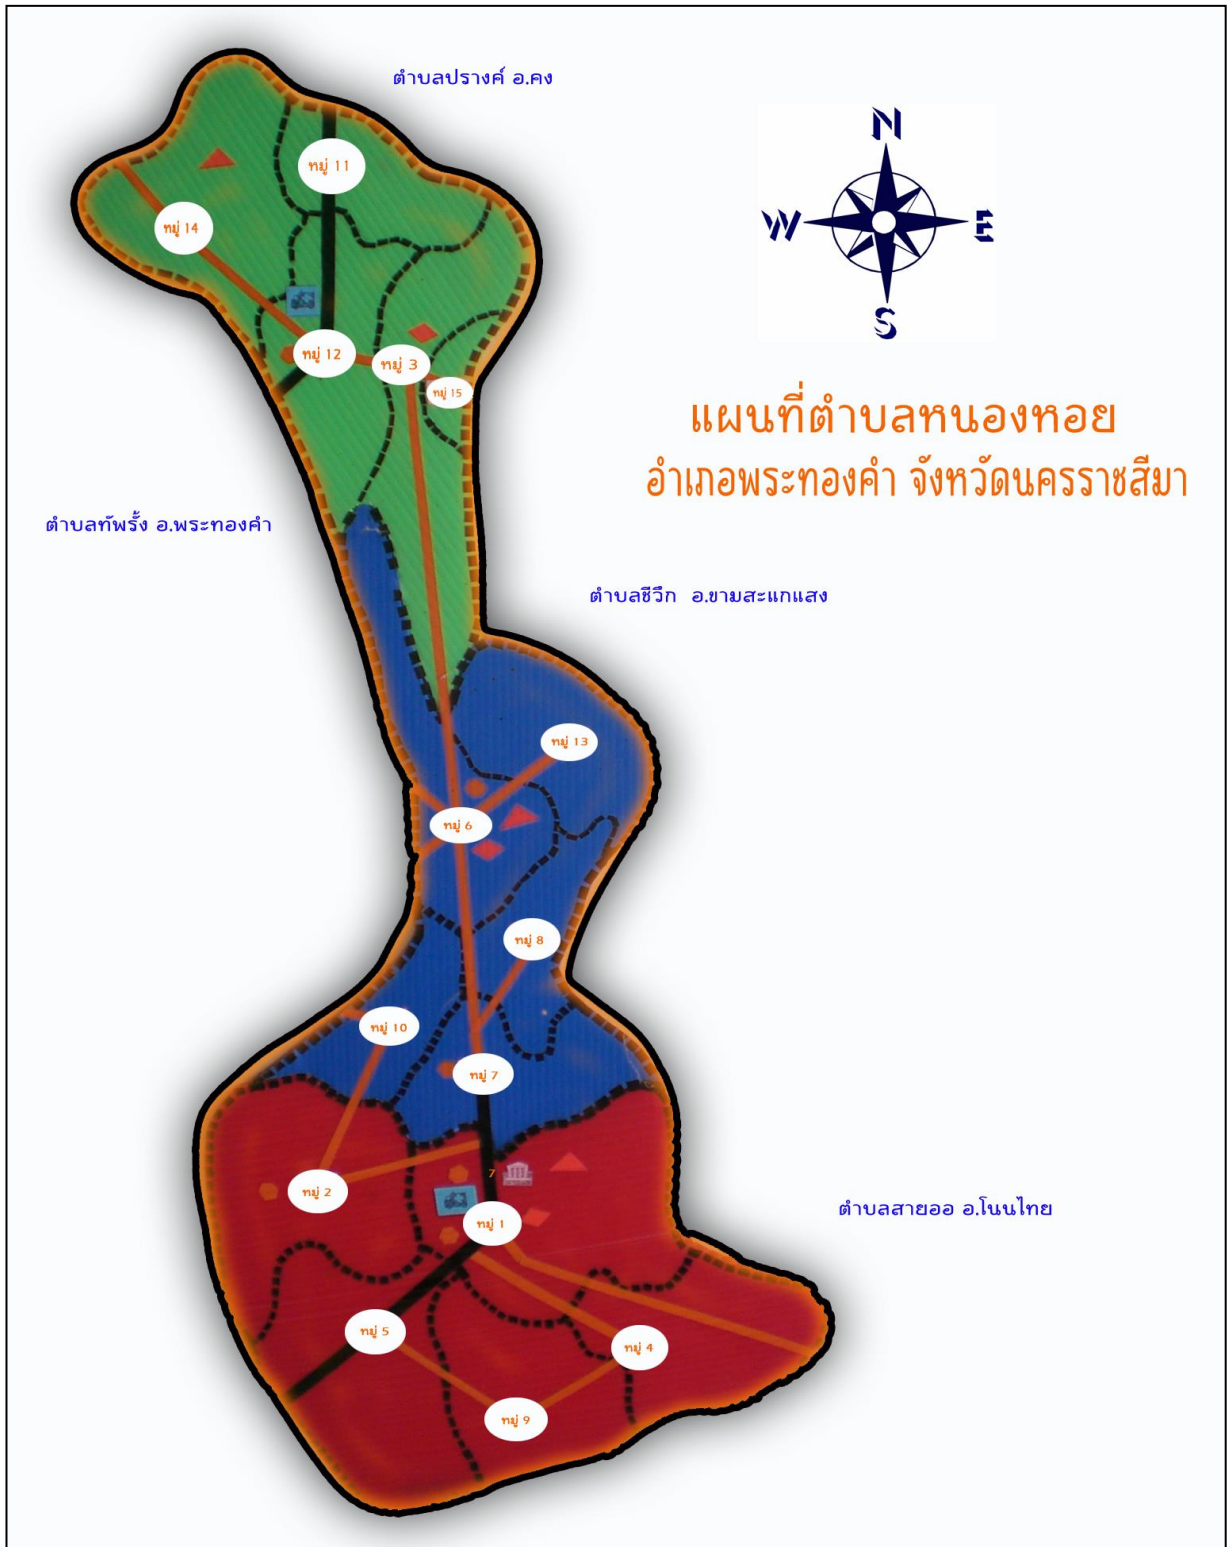 ตำบลปรางค์ อ.คง
N
W E
S
แผนที่ตำบลหนองหอย
อำเภอพระทองคำ จังหวัดนครราชสีมา
หมู่ 11
หมู่ 14
หมู่ 12
หมู่ 3
หมู่ 15
ตำบลทัพรั้ง อ.พระทองคำ
ตำบลชีวึก อ.ขามสะแกแสง
หมู่ 13
หมู่ 6
หมู่ 8
หมู่ 10
หมู่ 7
7
หมู่ 2
หมู่ 1
ตำบลสายออ อ.โนนไทย
หมู่ 5
หมู่ 4
หมู่ 9